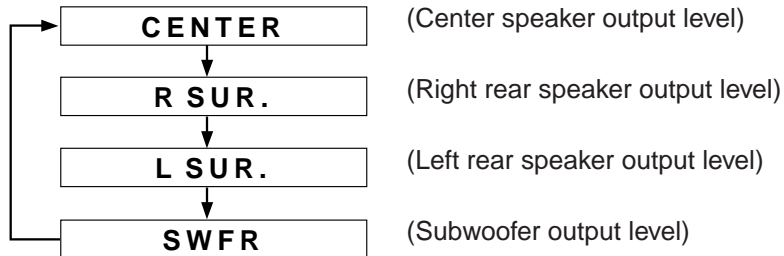 CENTER (Center speaker output level)
R SUR. (Right rear speaker output level)
L SUR. (Left rear speaker output level)
SWFR (Subwoofer output level)